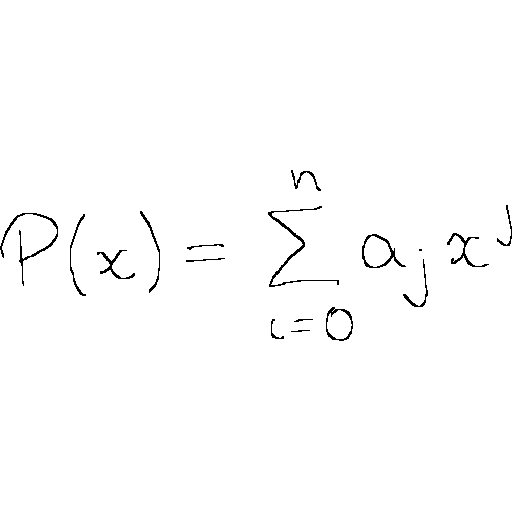 P(x) = \sum_{i=0}^{n} a_j x^j